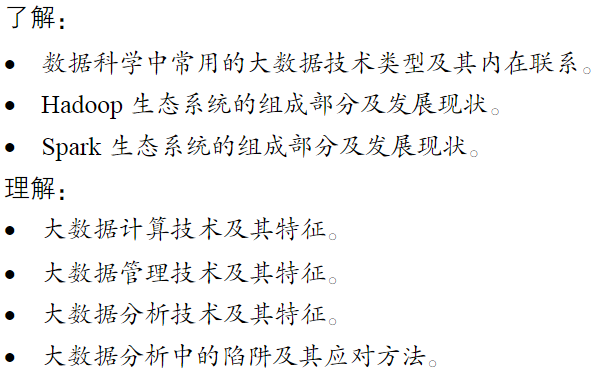 了解：
• 数据科学中常用的大数据技术类型及其内在联系。
• Hadoop 生态系统的组成部分及发展现状。
• Spark 生态系统的组成部分及发展现状。
理解：
• 大数据计算技术及其特征。
• 大数据管理技术及其特征。
• 大数据分析技术及其特征。
• 大数据分析中的陷阱及其应对方法。